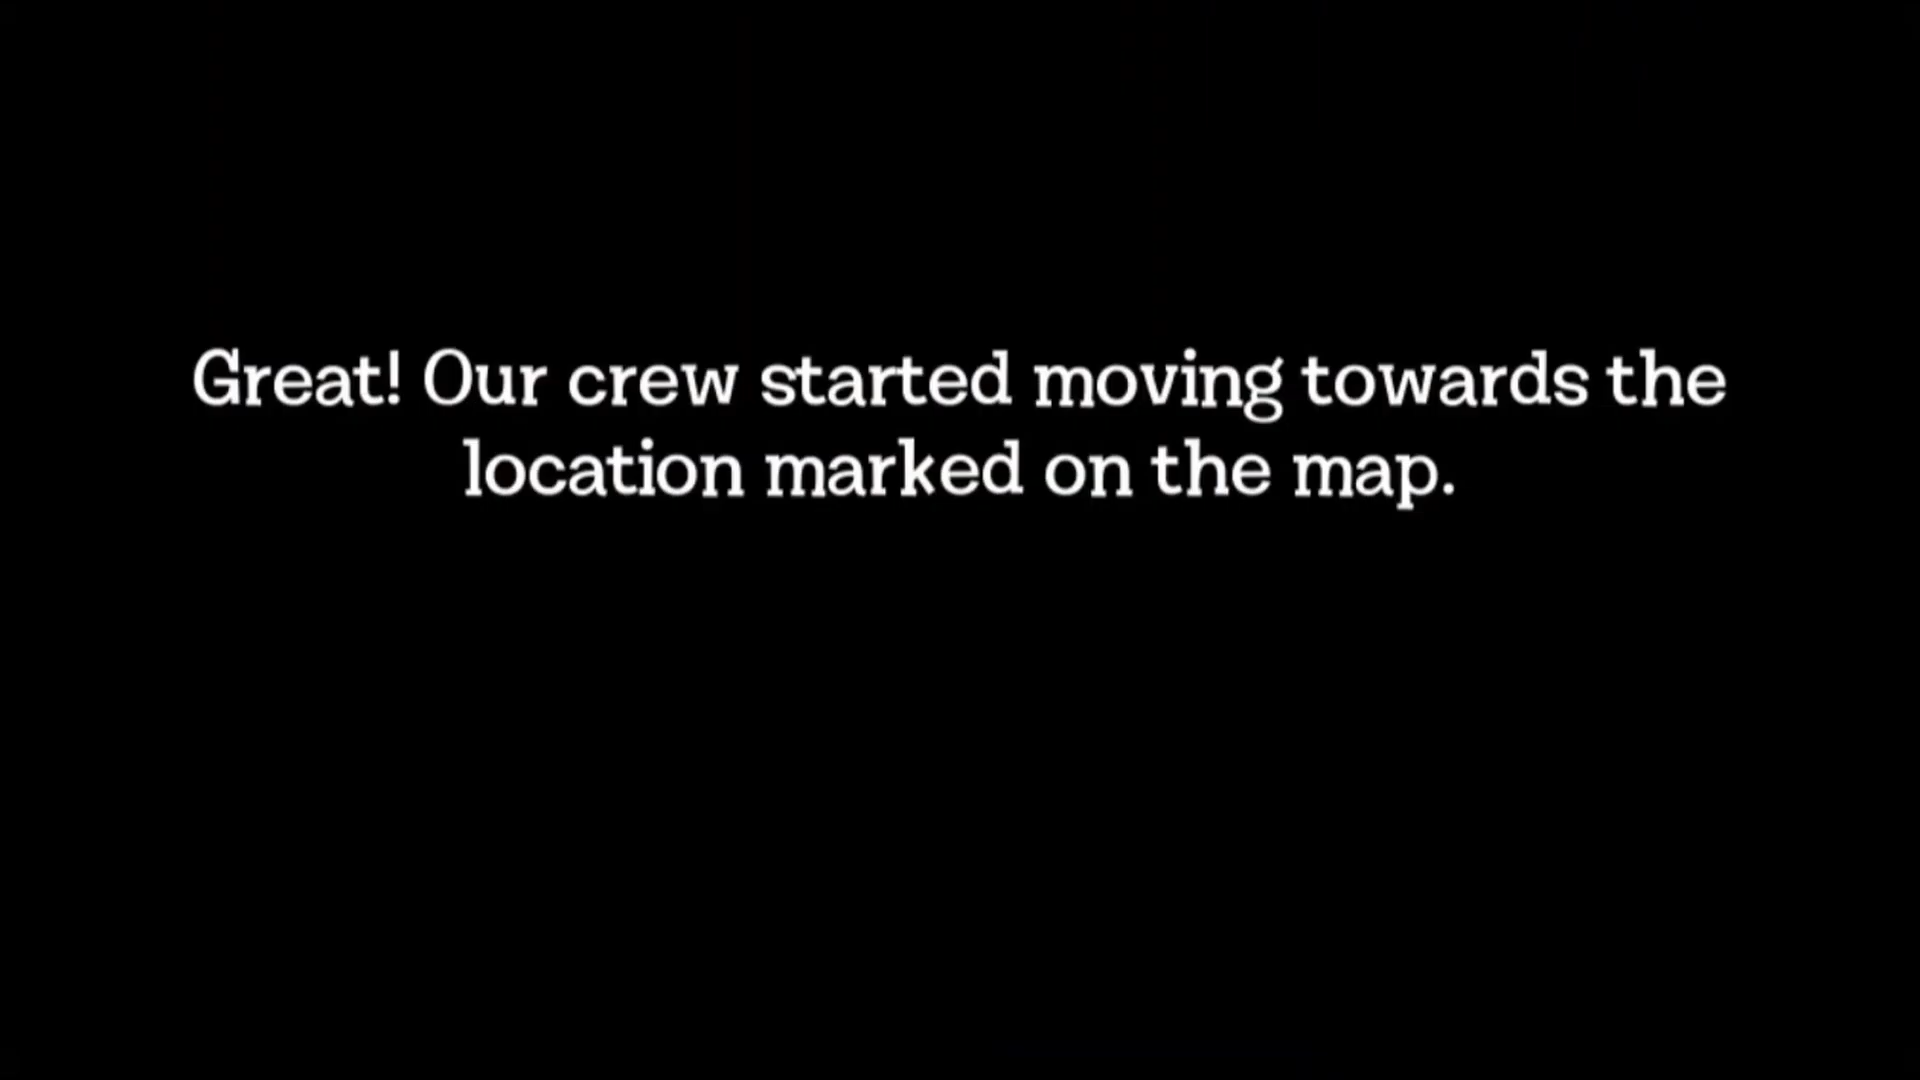 Great! Our crew started moving towards the
location marked on the map.